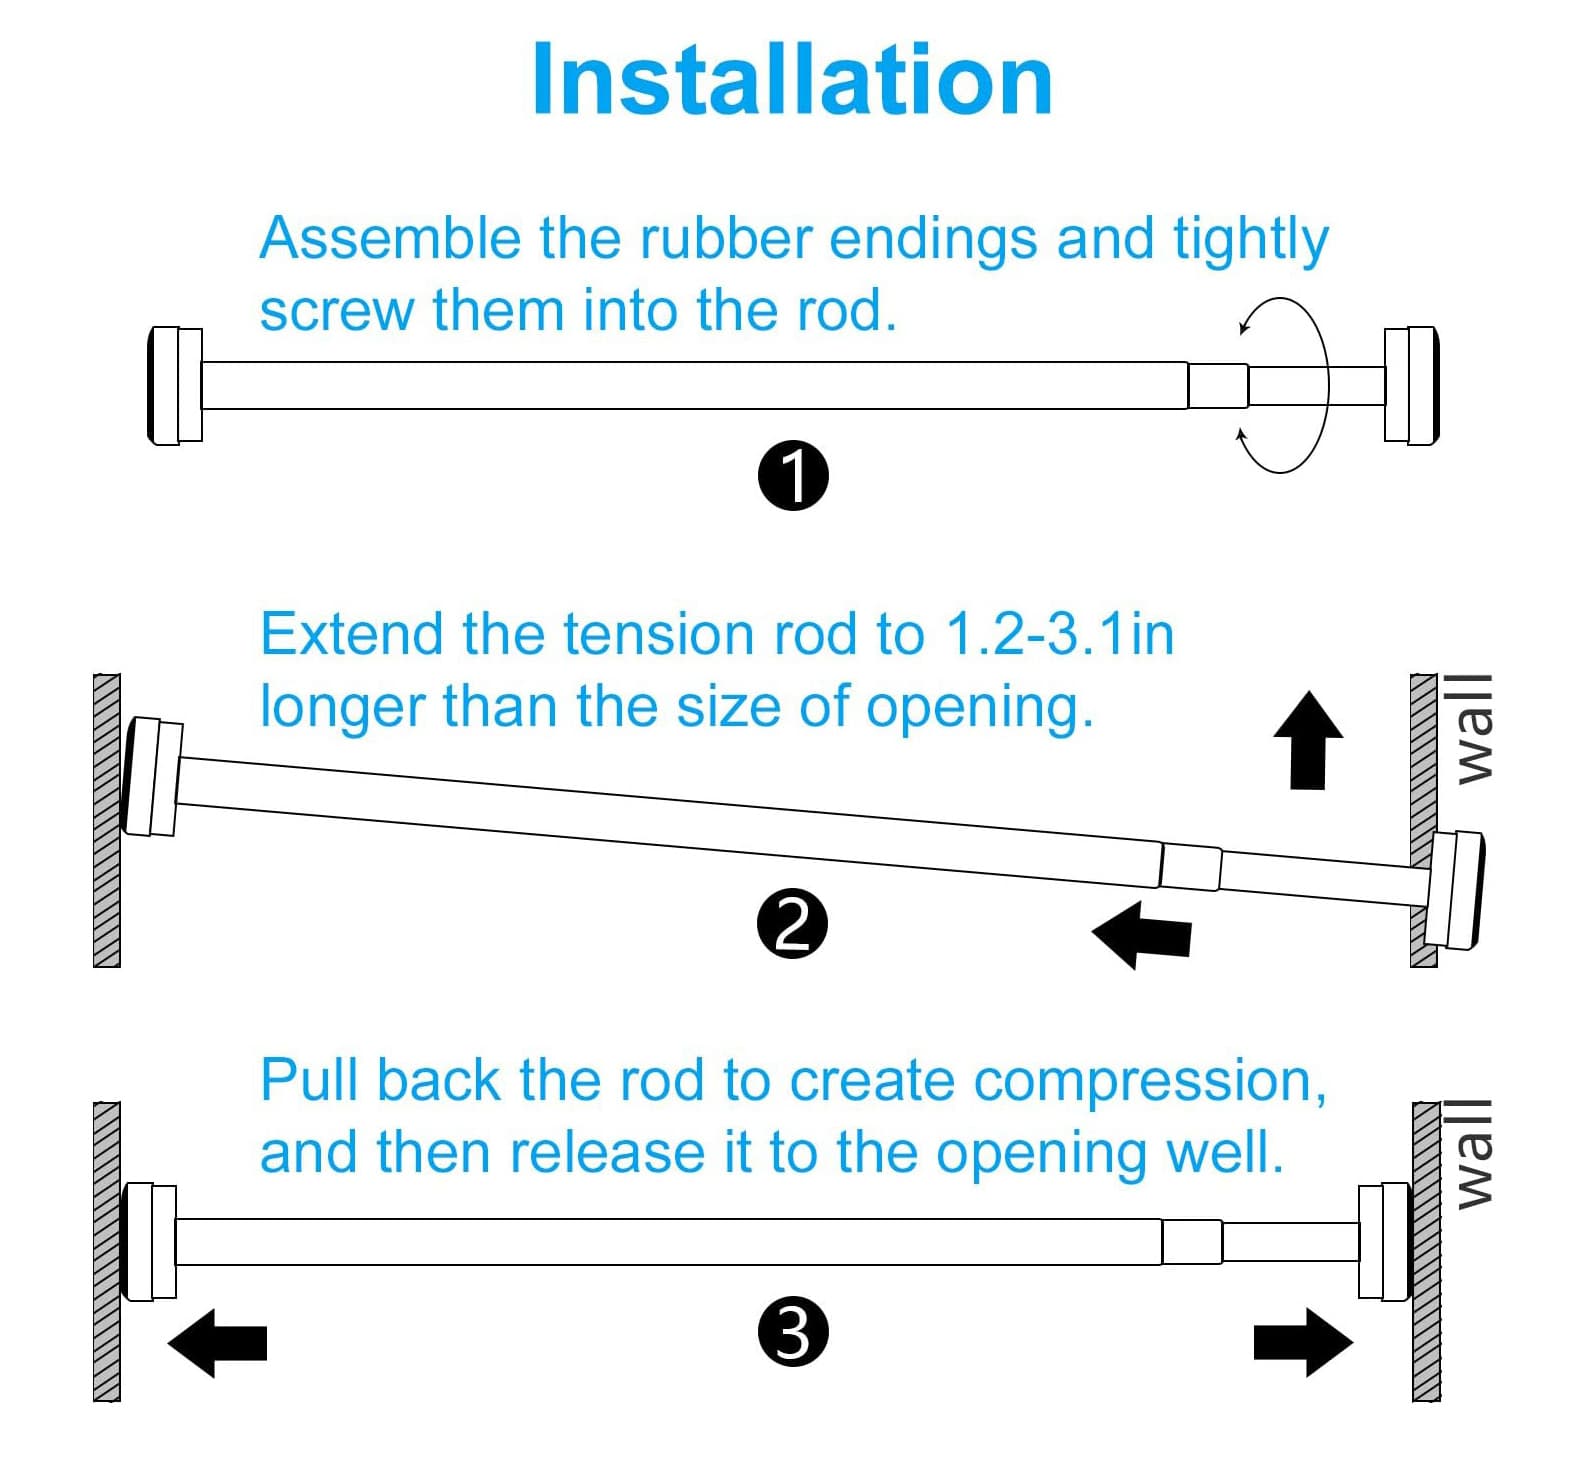 Installation
Assemble the rubber endings and tightly
screw them into the rod.
1
Extend the tension rod to 1.2-3.1in
longer than the size of opening.
wall
2
Pull back the rod to create compression,
and then release it to the opening well.
wall
3